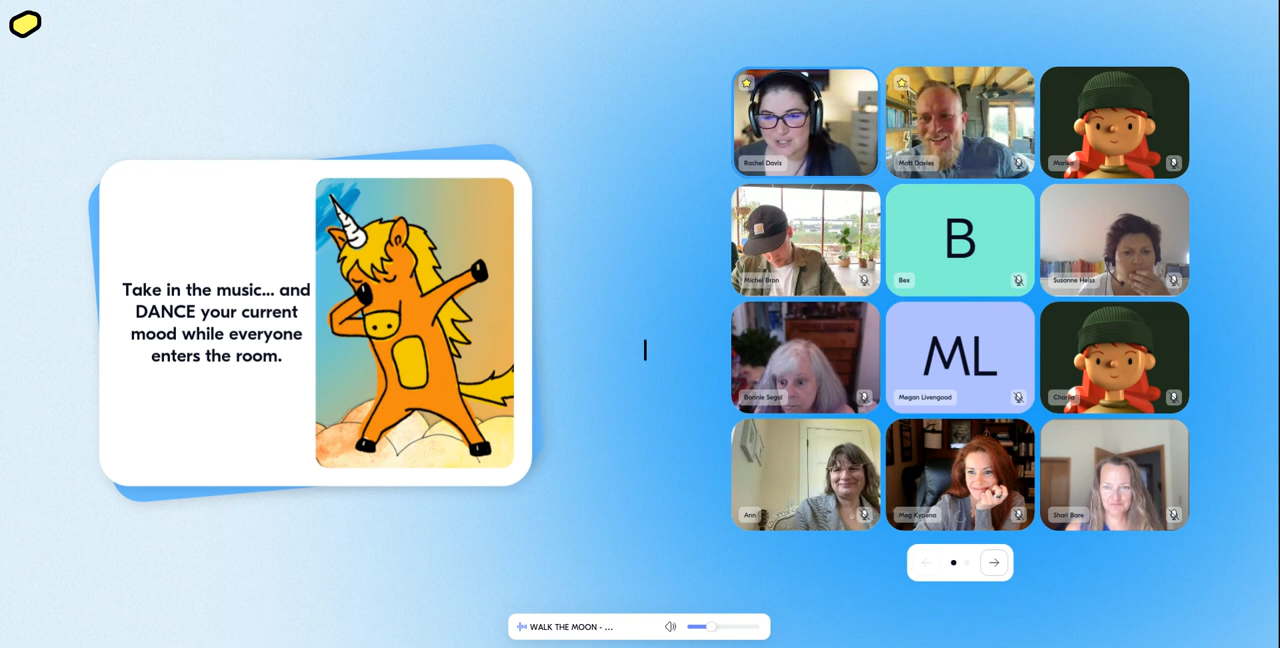 Take in the music... and
DANCE your current
mood while everyone
enters the room.
Rachel Davis
Matt Davies
Marika
Michel Bron
B
Bex
Susanne Heiss
Bonnie Segal
ML
Megan Livengood
Charlie
Ann
Meg Kypena
Shari Bare
WALK THE MOON - ...